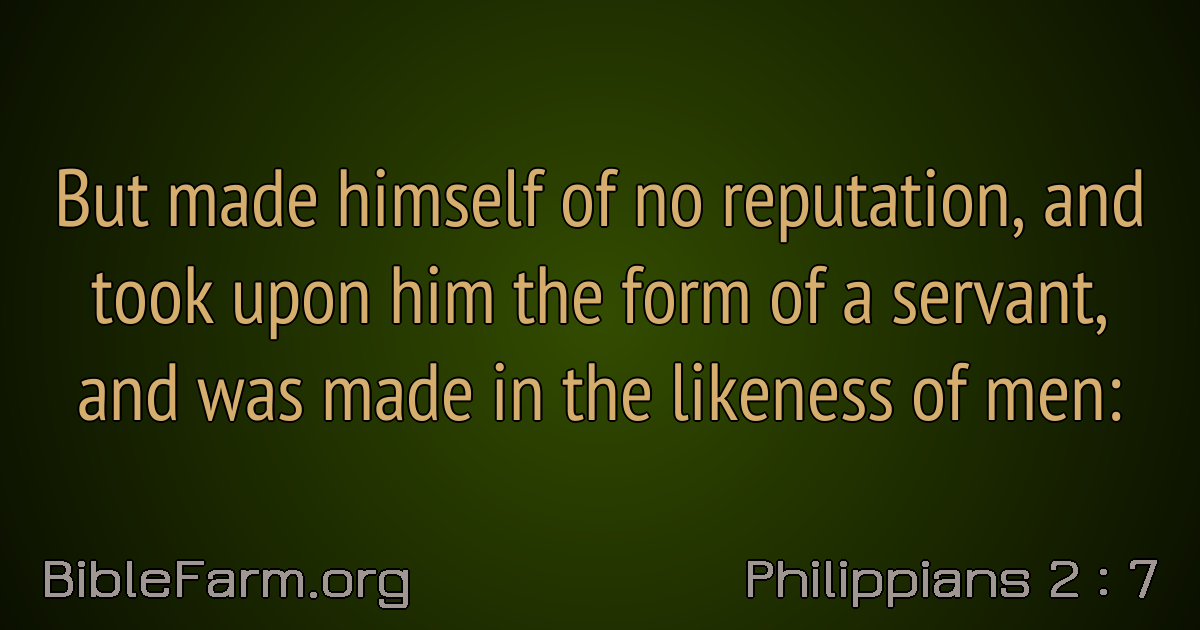 But made himself of no reputation, and
took upon him the form of a servant,
and was made in the likeness of men:
BibleFarm.org
Philippians 2 : 7